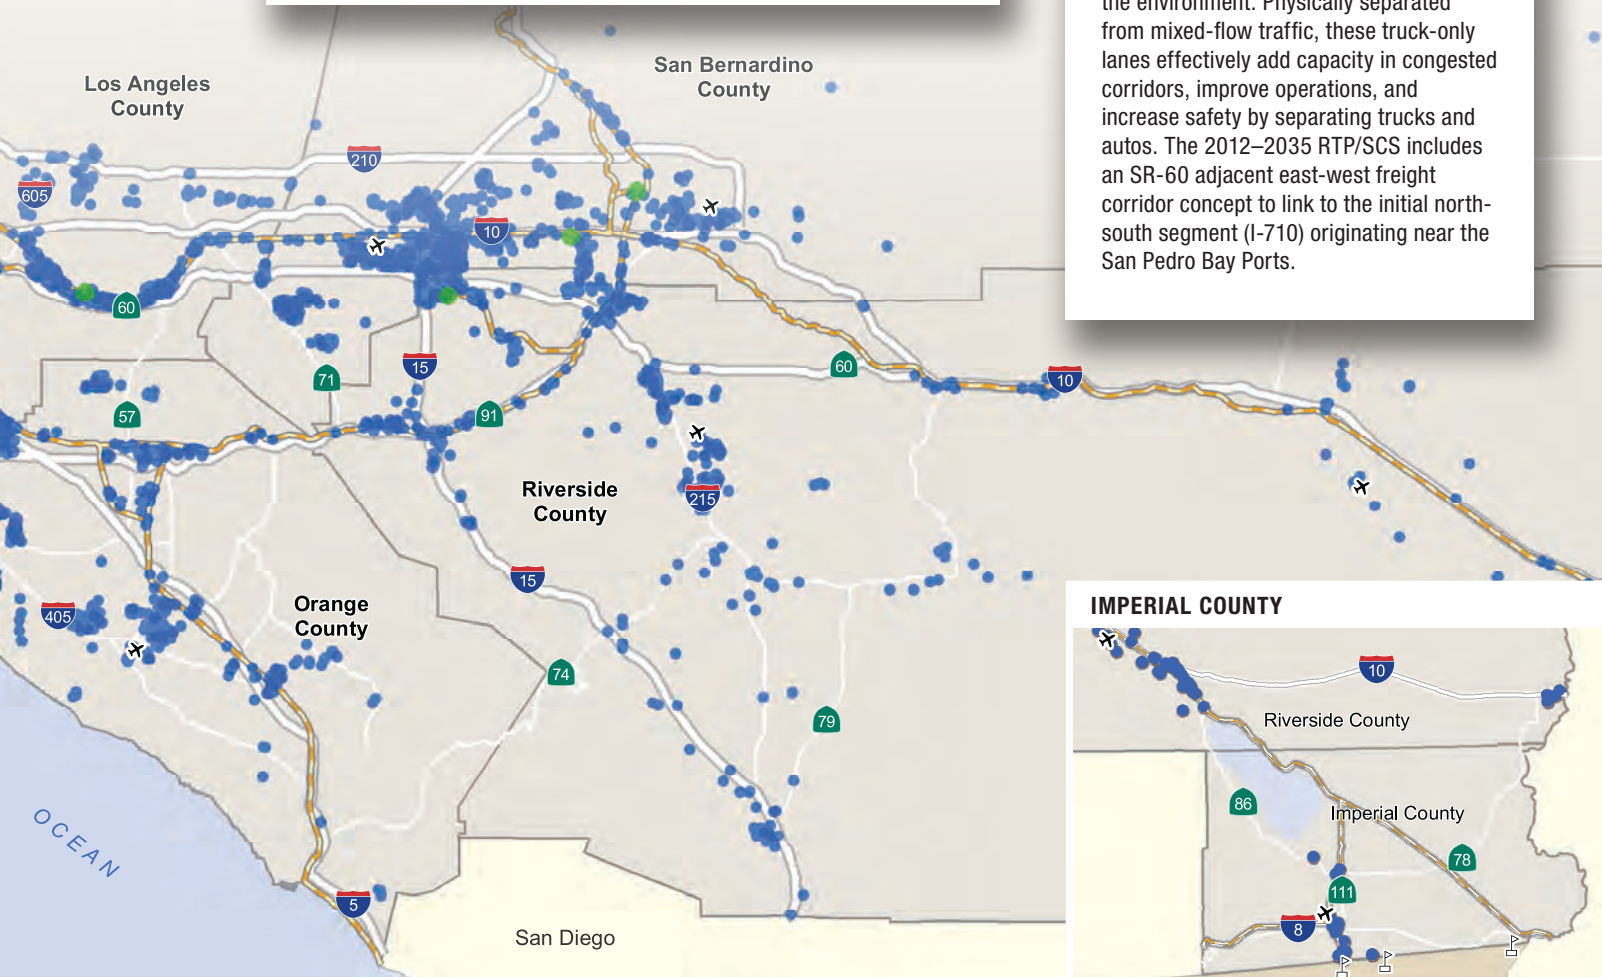 the environment. Physically separated
from mixed-flow traffic, these truck-only
lanes effectively add capacity in congested
corridors, improve operations, and
increase safety by separating trucks and
autos. The 2012–2035 RTP/SCS includes
an SR-60 adjacent east-west freight
corridor concept to link to the initial north-
south segment (I-710) originating near the
San Pedro Bay Ports.
Los Angeles
County
San Bernardino
County
210
605
10
60
15
71
60
10
57
91
Riverside
County
215
15
Orange
County
405
74
79
OCEAN
5
San Diego
IMPERIAL COUNTY
10
Riverside County
86
Imperial County
78
111
8